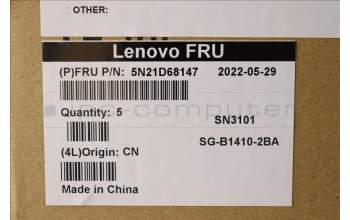 OTHER:
Lenovo FRU
(P)FRU P/N: 5N21D68147 2022-05-29
Quantity: 5
SN3101
SG-B1410-2BA
(4L)Origin: CN
Made in China